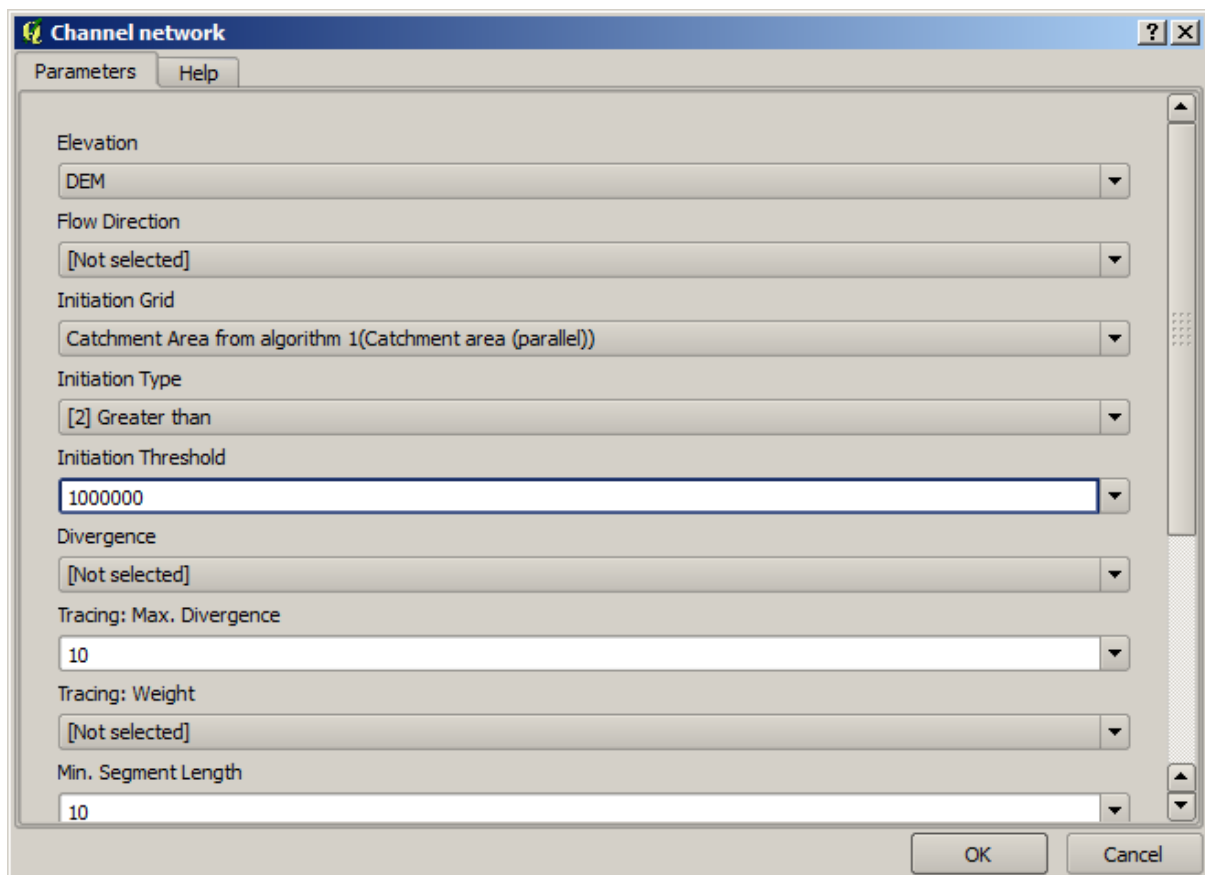 Channel network
Parameters Help
Elevation
DEM
Flow Direction
[Not selected]
Initiation Grid
Catchment Area from algorithm 1(Catchment area (parallel))
Initiation Type
[2] Greater than
Initiation Threshold
1000000
Divergence
[Not selected]
Tracing: Max. Divergence
10
Tracing: Weight
[Not selected]
Min. Segment Length
10
OK Cancel